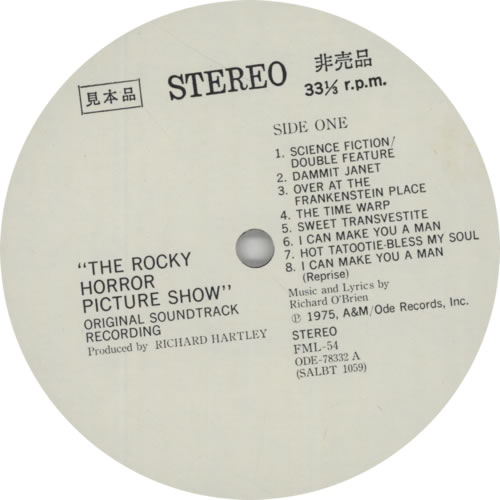 見本品
STEREO
非売品
33⅓ r.p.m.
SIDE ONE
1. SCIENCE FICTION/
DOUBLE FEATURE
2. DAMMIT JANET
3. OVER AT THE
FRANKENSTEIN PLACE
4. THE TIME WARP
5. SWEET TRANSVESTITE
6. I CAN MAKE YOU A MAN
7. HOT TATOOTIE-BLESS MY SOUL
8. I CAN MAKE YOU A MAN
(Reprise)
Music and Lyrics by
Richard O'Brien
℗ 1975, A&M/Ode Records, Inc.
STEREO
FML-54
ODE-78332 A
(SALBT 1059)
"THE ROCKY
HORROR
PICTURE SHOW"
ORIGINAL SOUNDTRACK
RECORDING
Produced by RICHARD HARTLEY